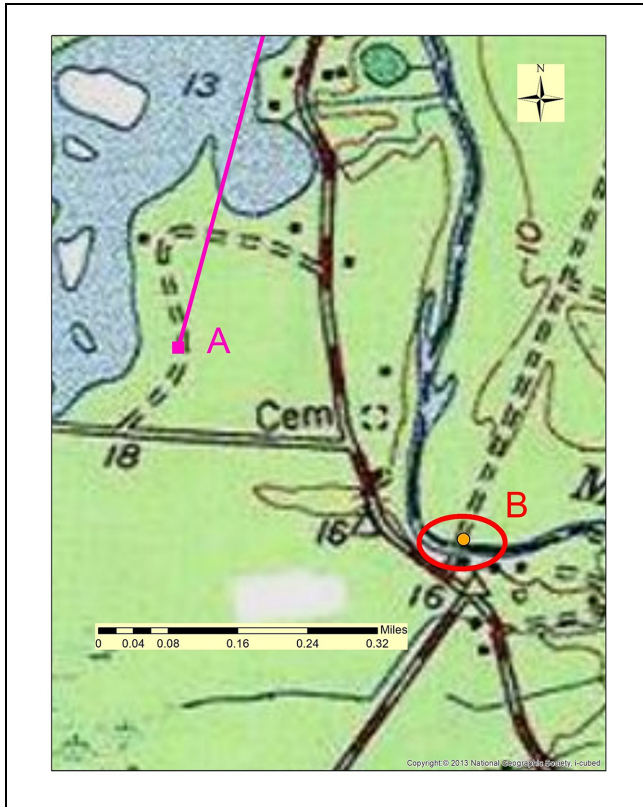 N
13
A
10
Cem
18
B
M
16
16
Miles
0 0.04 0.08 0.16 0.24 0.32
Copyright:© 2013 National Geographic Society, i-cubed